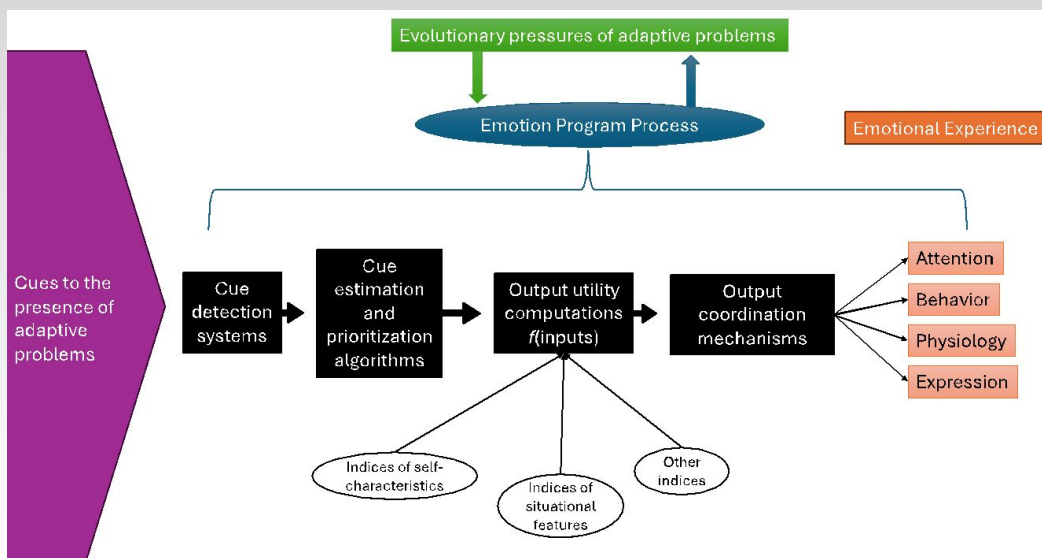 Evolutionary pressures of adaptive problems
Emotion Program Process
Emotional Experience
Cues to the
presence of
adaptive
problems
Cue
detection
systems
Cue
estimation
and
prioritization
algorithms
Output utility
computations
f(inputs)
Output
coordination
mechanisms
Attention
Behavior
Physiology
Expression
Indices of self-
characteristics
Indices of
situational
features
Other
indices